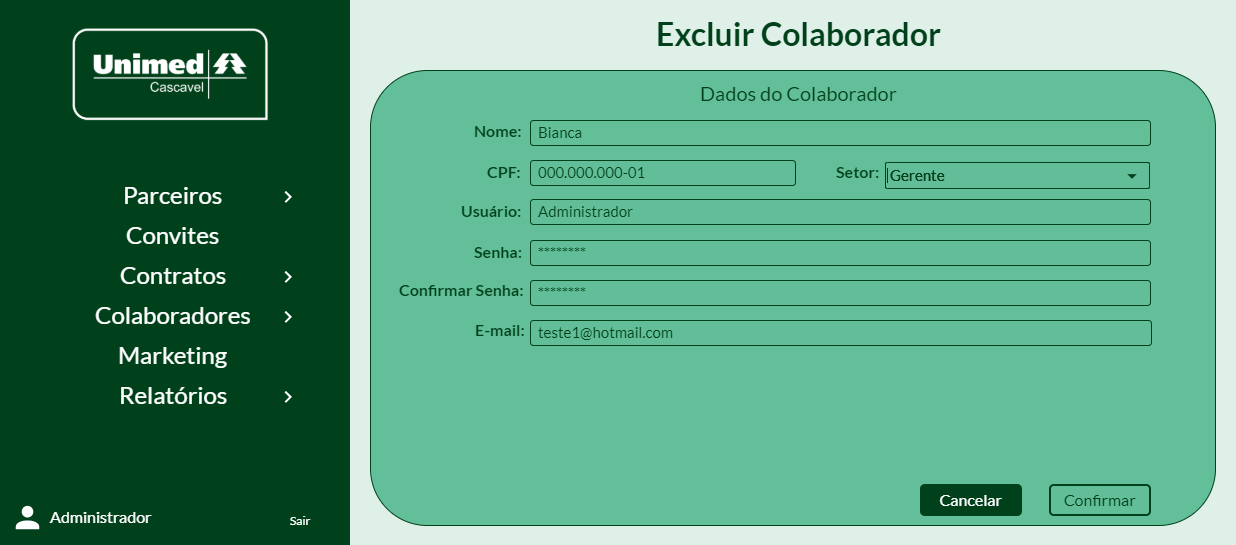 Unimed
Cascavel
Parceiros
Convites
Contratos
Colaboradores
Marketing
Relatórios
Administrador
Sair
Excluir Colaborador
Dados do Colaborador
Nome: Bianca
CPF: 000.000.000-01 Setor: Gerente
Usuário: Administrador
Senha: ********
Confirmar Senha: ********
E-mail: teste1@hotmail.com
Cancelar Confirmar